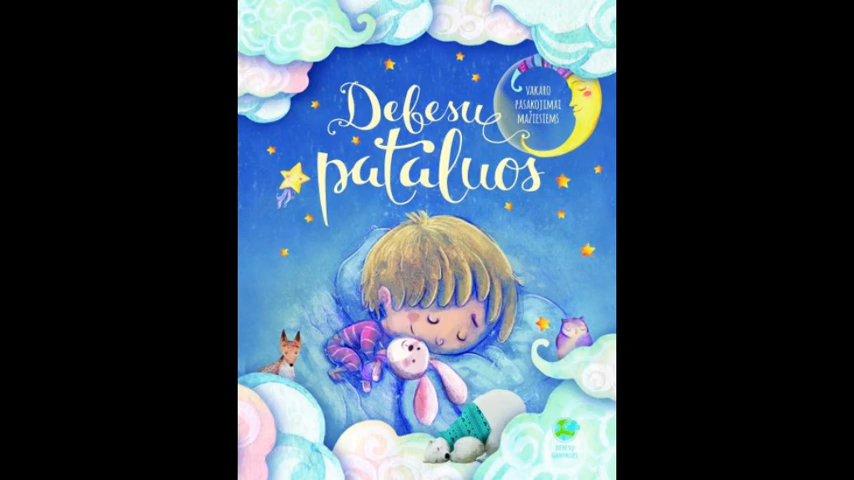 Debesų
pataluos
VAKARO
PASAKOJIMAI
MAŽIESIEMS